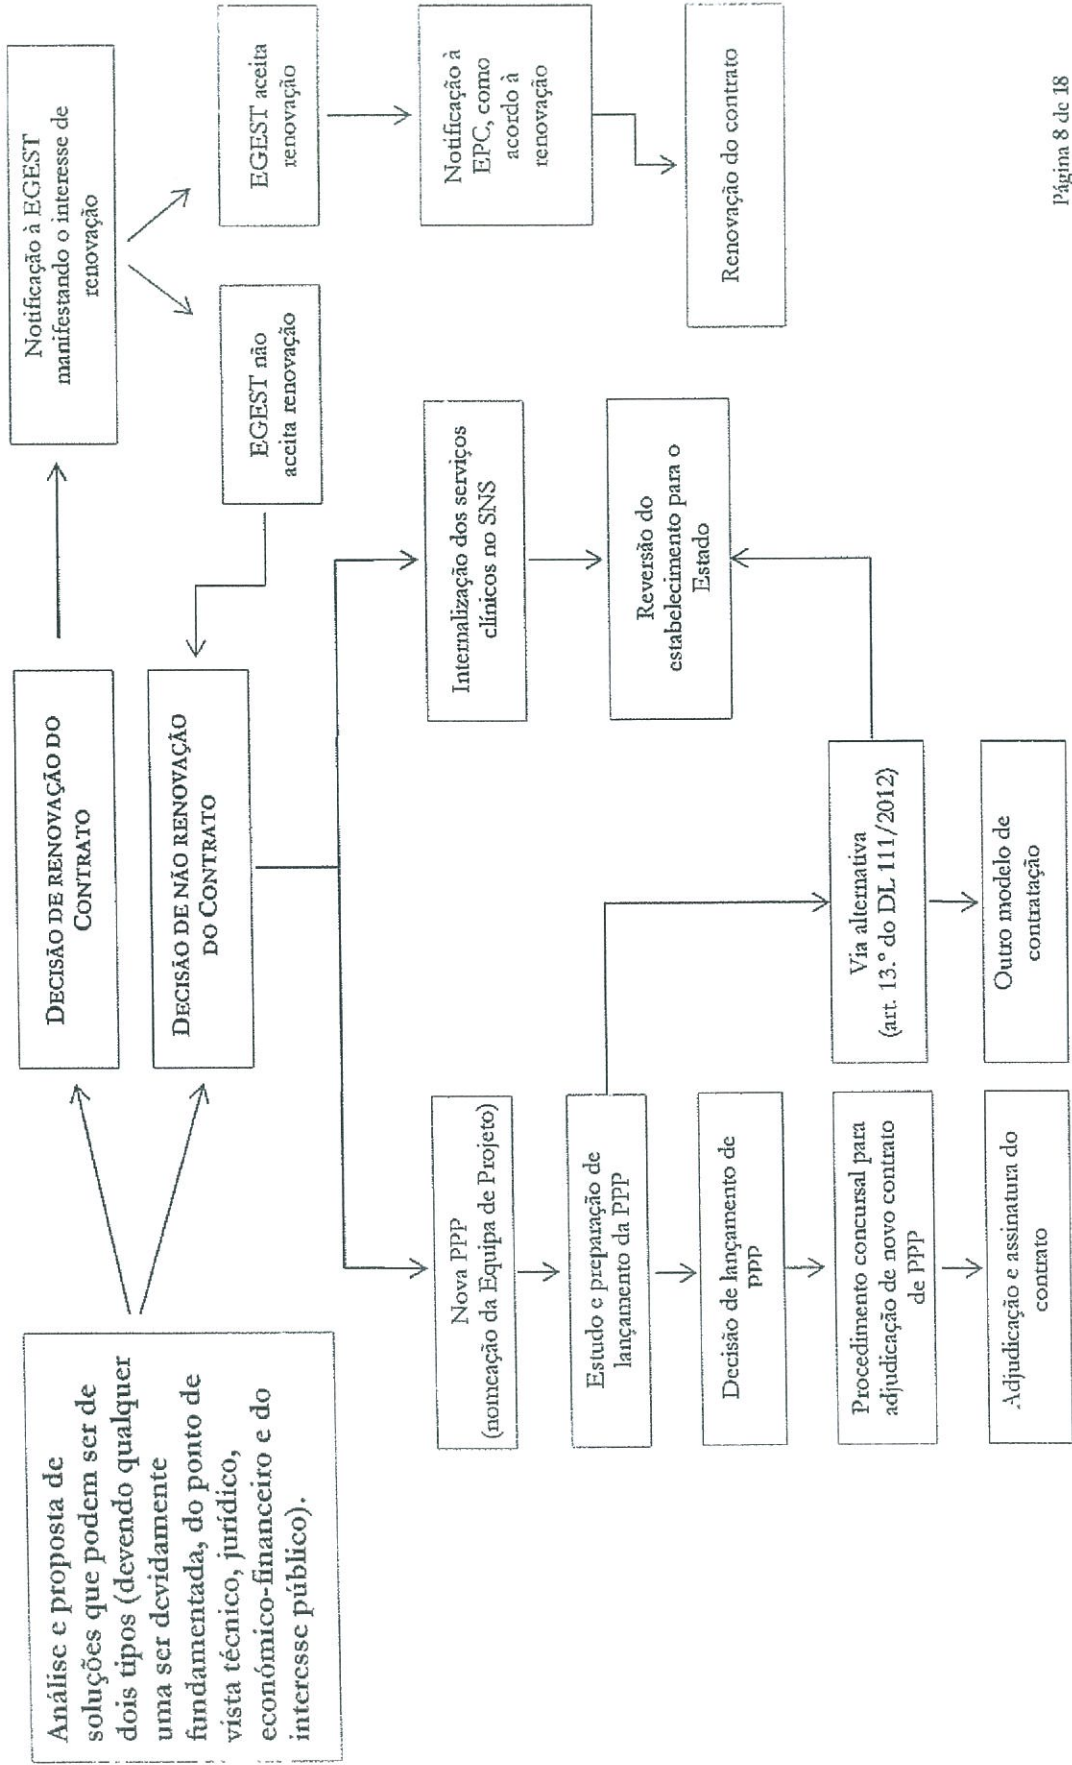 Análise e proposta de
soluções que podem ser de
dois tipos (devendo qualquer
uma ser devidamente
fundamentada, do ponto de
vista técnico, jurídico,
económico-financeiro e do
interesse público).
DECISÃO DE RENOVAÇÃO DO
CONTRATO
DECISÃO DE NÃO RENOVAÇÃO
DO CONTRATO
Notificação à EGEST
manifestando o interesse de
renovação
EGEST não
aceita renovação
EGEST aceita
renovação
Notificação à
EPC, como
acordo à
renovação
Renovação do contrato
Internalização dos serviços
clínicos no SNS
Reversão do
estabelecimento para o
Estado
Nova PPP
(nomeação da Equipa de Projeto)
Estudo e preparação de
lançamento da PPP
Decisão de lançamento de
PPP
Procedimento concursal para
adjudicação de novo contrato
de PPP
Adjudicação e assinatura do
contrato
Via alternativa
(art. 13.º do DL 111/2012)
Outro modelo de
contratação
Página 8 de 18